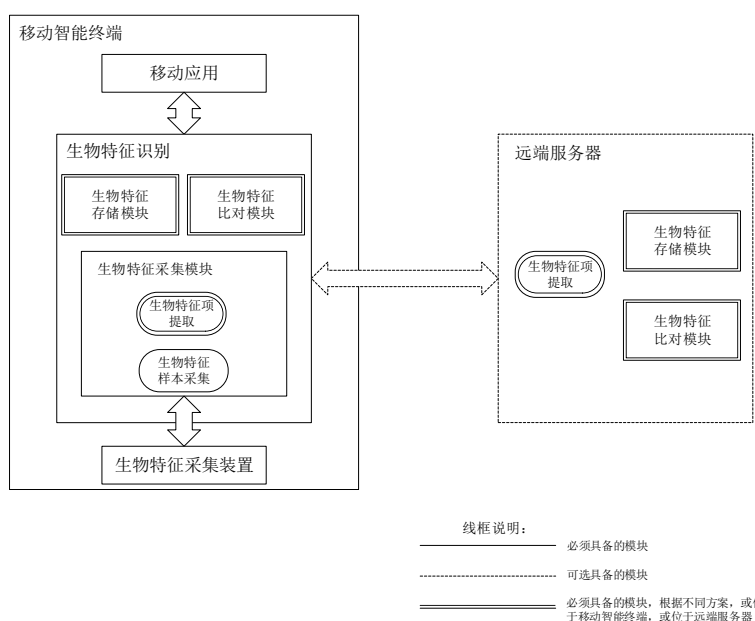 移动智能终端
移动应用
生物特征识别
生物特征
存储模块
生物特征
比对模块
生物特征采集模块
生物特征项
提取
生物特征
样本采集
生物特征采集装置
远端服务器
生物特征项
提取
生物特征
存储模块
生物特征
比对模块
线框说明：
必须具备的模块
可选具备的模块
必须具备的模块，根据不同方案，或
于移动智能终端，或位于远端服务器